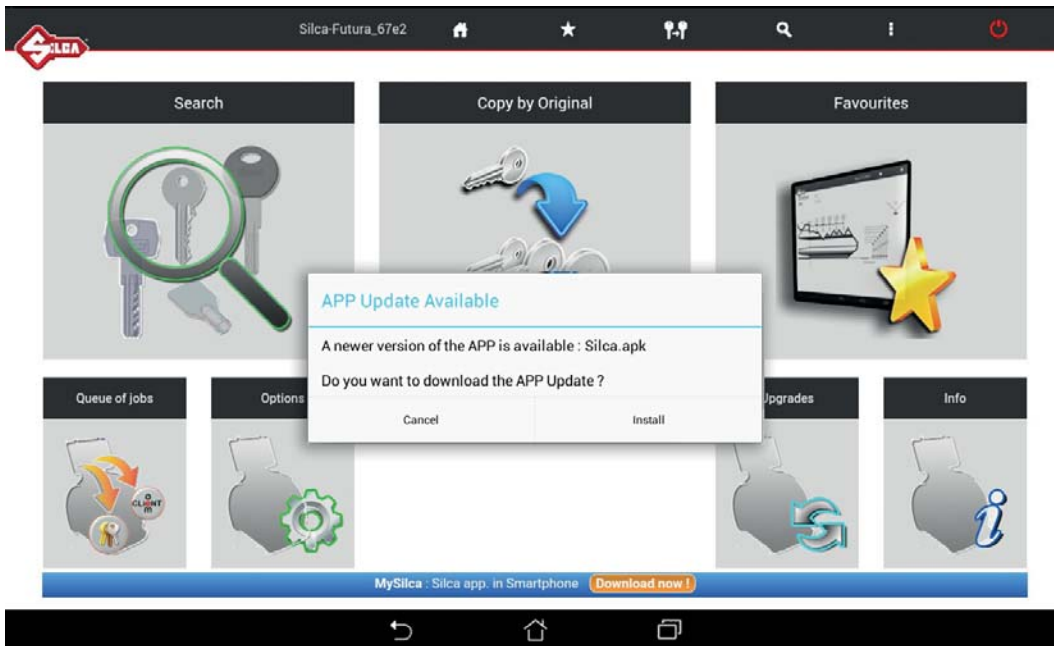 SILCA
Silca-Futura_67e2
Search
Copy by Original
Favourites
APP Update Available
A newer version of the APP is available : Silca.apk
Do you want to download the APP Update ?
Cancel
Install
Queue of jobs
Options
Upgrades
Info
CLIENT
MySilca : Silca app. in Smartphone Download now !